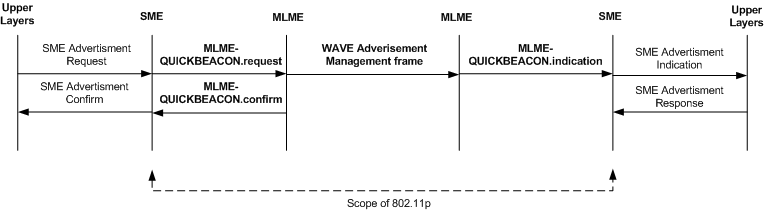 Upper
Layers
SME
MLME
MLME
SME
Upper
Layers
SME Advertisment
Request
MLME-
QUICKBEACON.request
WAVE Adverisement
Management frame
MLME-
QUICKBEACON.indication
SME Advertisment
Indication
SME Advertisment
Confirm
MLME-
QUICKBEACON.confirm
SME Advertisment
Response
Scope of 802.11p